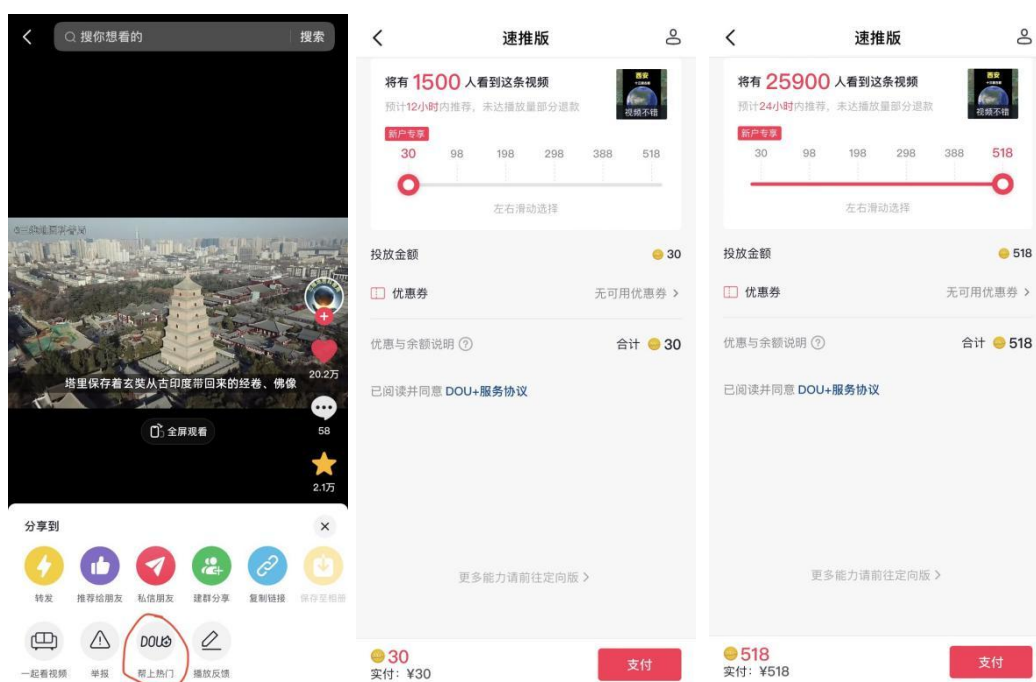 搜你想看的
搜索
塔里保存着玄奘从古印度带回来的经卷、佛像
20.2万
全屏观看
58
2.1万
分享到
转发
推荐给朋友
私信朋友
建群分享
复制链接
保存至相册
一起看视频
举报
DOU+
帮上热门
播放反馈
速推版
将有 1500 人看到这条视频
预计12小时内推荐，未达播放量部分退款
西安
视频不错
新户专享
30 98 198 298 388 518
左右滑动选择
投放金额
30
优惠券
无可用优惠券
优惠与余额说明
合计 30
已阅读并同意 DOU+服务协议
更多能力请前往定向版
30
实付：¥30
支付
速推版
将有 25900 人看到这条视频
预计24小时内推荐，未达播放量部分退款
西安
视频不错
新户专享
30 98 198 298 388 518
左右滑动选择
投放金额
518
优惠券
无可用优惠券
优惠与余额说明
合计 518
已阅读并同意 DOU+服务协议
更多能力请前往定向版
518
实付：¥518
支付